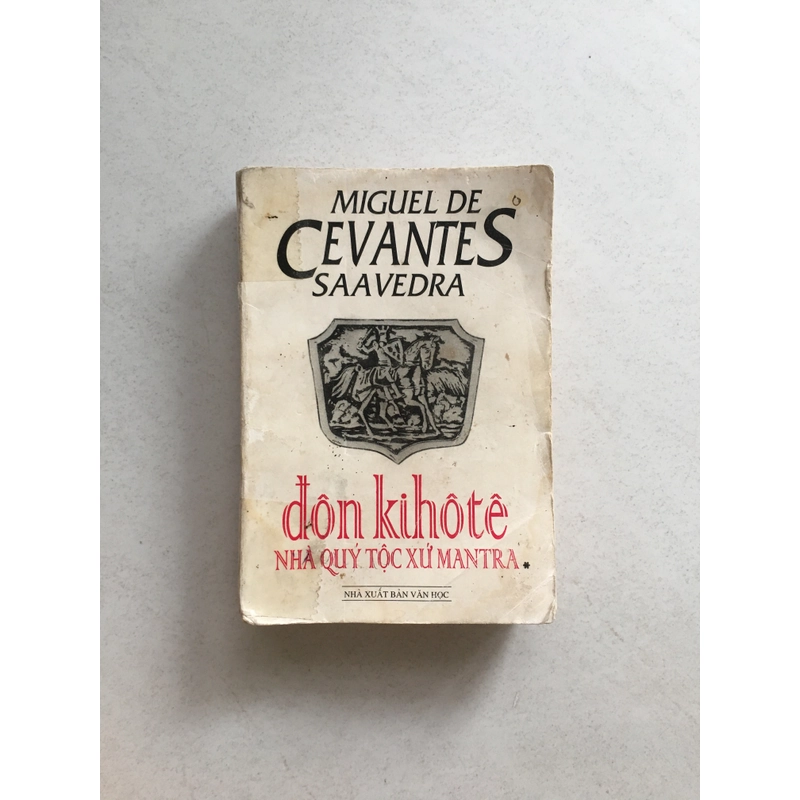 MIGUEL DE
CEVANTES
SAAVEDRA
đôn kihôtê
NHÀ QUÝ TỘC XỨ MANTRA *
NHÀ XUẤT BẢN VĂN HỌC